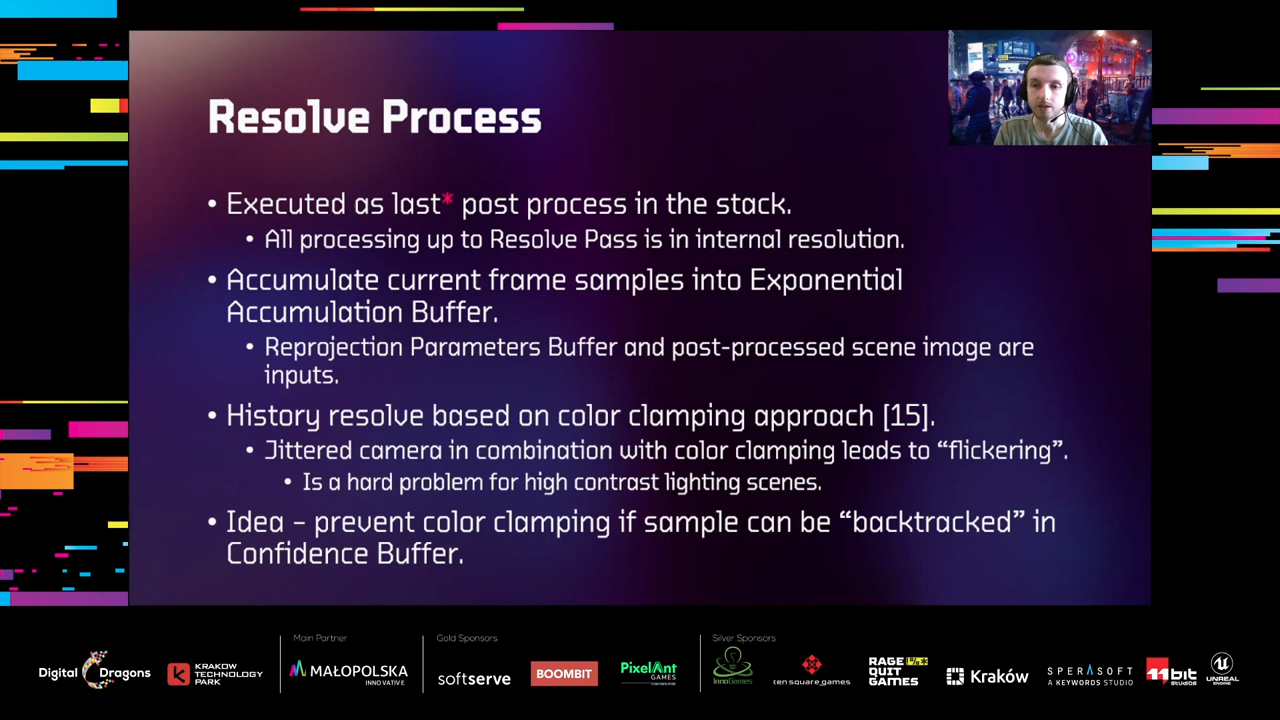 Resolve Process
• Executed as last* post process in the stack.
• All processing up to Resolve Pass is in internal resolution.
• Accumulate current frame samples into Exponential
Accumulation Buffer.
• Reprojection Parameters Buffer and post-processed scene image are
inputs.
• History resolve based on color clamping approach [15].
• Jittered camera in combination with color clamping leads to “flickering”.
• Is a hard problem for high contrast lighting scenes.
• Idea – prevent color clamping if sample can be “backtracked” in
Confidence Buffer.
Main Partner
Gold Sponsors
Silver Sponsors
Digital Dragons
KRAKOW
TECHNOLOGY
PARK
MAŁOPOLSKA
INNOVATIVE
softserve
BOOMBIT
PixelAnt
GAMES
InnoGames
ten square games
RAGE
QUIT
GAMES
Kraków
SPERASOFT
A KEYWORDS STUDIO
11bit
studios
UNREAL
ENGINE